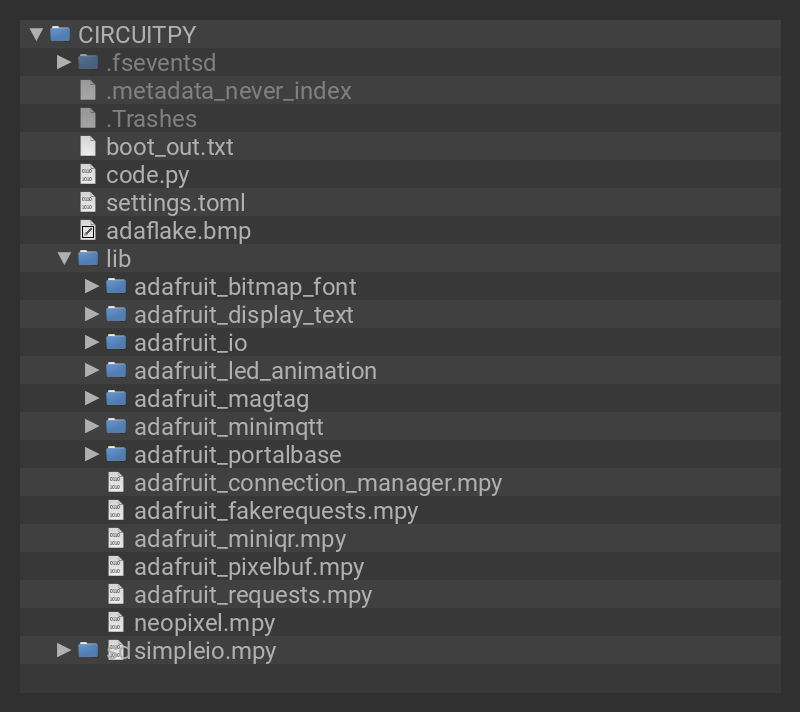 CIRCUITPY
.fseventsd
.metadata_never_index
.Trashes
boot_out.txt
code.py
settings.toml
adaflake.bmp
lib
adafruit_bitmap_font
adafruit_display_text
adafruit_io
adafruit_led_animation
adafruit_magtag
adafruit_minimqtt
adafruit_portalbase
adafruit_connection_manager.mpy
adafruit_fakerequests.mpy
adafruit_miniqr.mpy
adafruit_pixelbuf.mpy
adafruit_requests.mpy
neopixel.mpy
sd simpleio.mpy